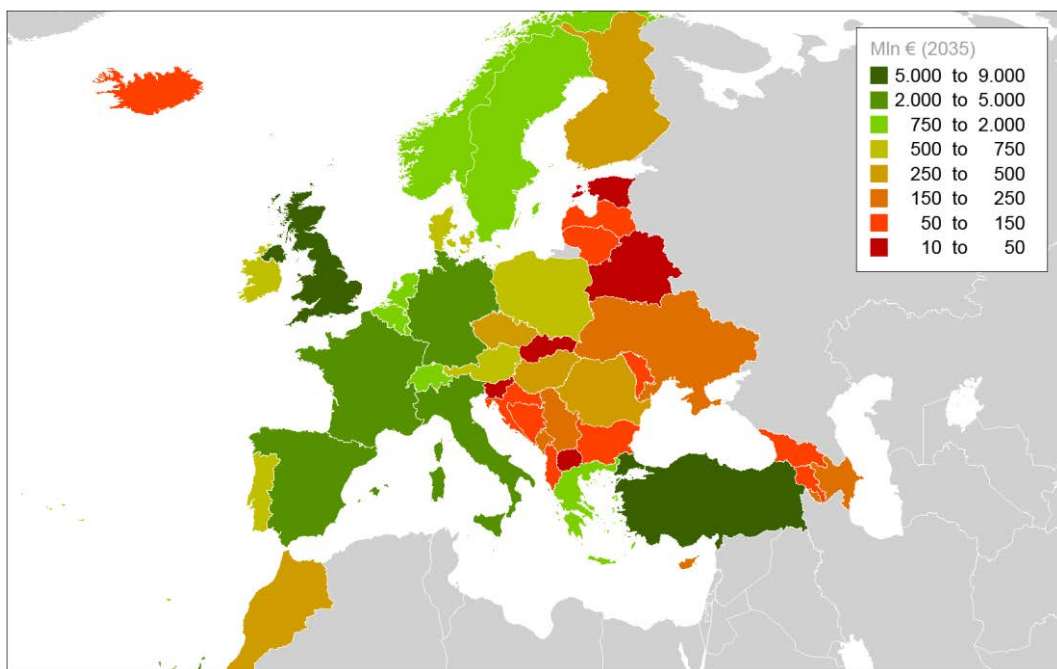 Mln € (2035)
5.000 to 9.000
2.000 to 5.000
750 to 2.000
500 to 750
250 to 500
150 to 250
50 to 150
10 to 50